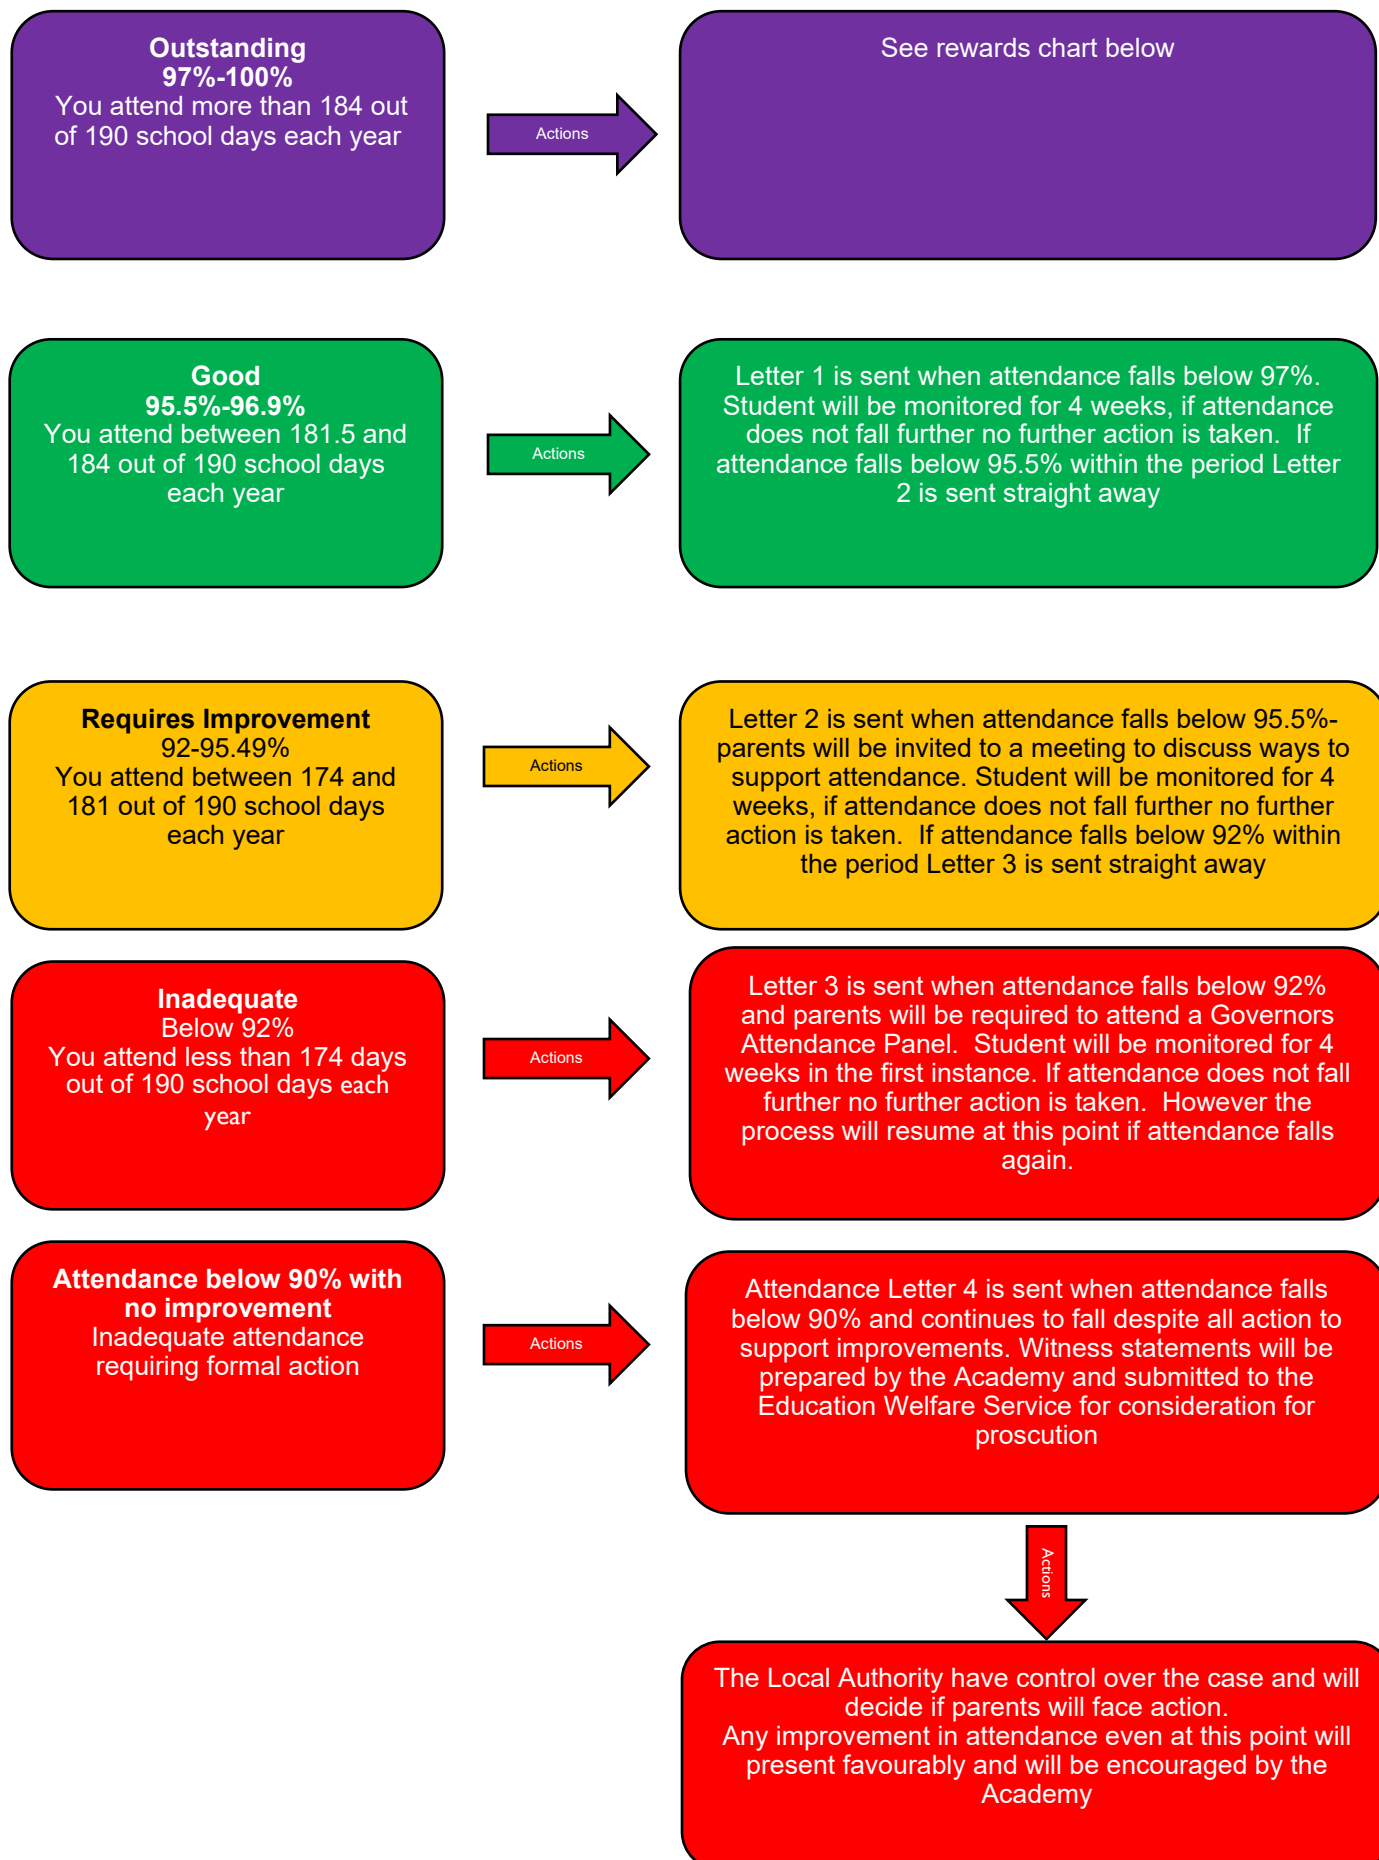 Outstanding
97%-100%
You attend more than 184 out
of 190 school days each year
Actions
See rewards chart below
Good
95.5%-96.9%
You attend between 181.5 and
184 out of 190 school days
each year
Actions
Letter 1 is sent when attendance falls below 97%.
Student will be monitored for 4 weeks, if attendance
does not fall further no further action is taken.  If
attendance falls below 95.5% within the period Letter
2 is sent straight away
Requires Improvement
92-95.49%
You attend between 174 and
181 out of 190 school days
each year
Actions
Letter 2 is sent when attendance falls below 95.5%-
parents will be invited to a meeting to discuss ways to
support attendance. Student will be monitored for 4
weeks, if attendance does not fall further no further
action is taken.  If attendance falls below 92% within
the period Letter 3 is sent straight away
Inadequate
Below 92%
You attend less than 174 days
out of 190 school days each
year
Actions
Letter 3 is sent when attendance falls below 92%
and parents will be required to attend a Governors
Attendance Panel.  Student will be monitored for 4
weeks in the first instance. If attendance does not fall
further no further action is taken.  However the
process will resume at this point if attendance falls
again.
Attendance below 90% with
no improvement
Inadequate attendance
requiring formal action
Actions
Attendance Letter 4 is sent when attendance falls
below 90% and continues to fall despite all action to
support improvements. Witness statements will be
prepared by the Academy and submitted to the
Education Welfare Service for consideration for
proscution
Actions
The Local Authority have control over the case and will
decide if parents will face action.
Any improvement in attendance even at this point will
present favourably and will be encouraged by the
Academy